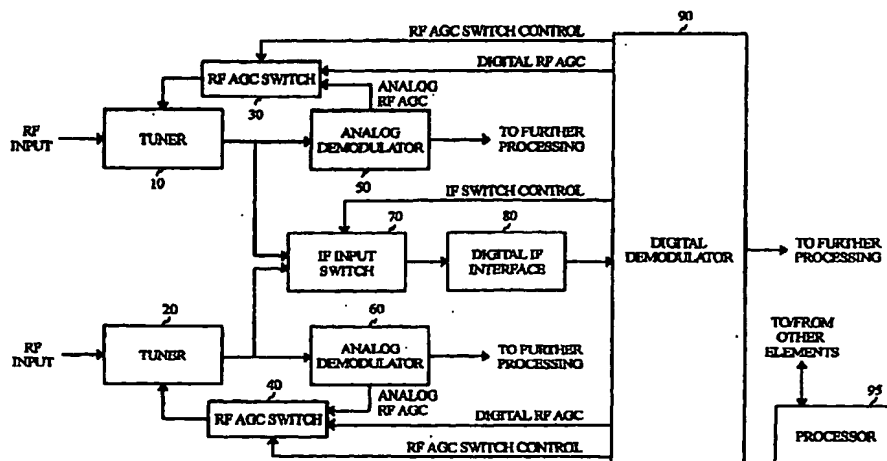 90
RF AGC SWITCH CONTROL
DIGITAL RF AGC
RF AGC SWITCH
30
ANALOG
RF AGC
RF
INPUT
TUNER
10
ANALOG
DEMODULATOR
50
TO FURTHER
PROCESSING
IF SWITCH CONTROL
70
IF INPUT
SWITCH
80
DIGITAL IF
INTERFACE
DIGITAL
DEMODULATOR
TO FURTHER
PROCESSING
20
RF
INPUT
TUNER
60
ANALOG
DEMODULATOR
TO FURTHER
PROCESSING
TO/FROM
OTHER
ELEMENTS
40
RF AGC SWITCH
ANALOG
RF AGC
DIGITAL RF AGC
RF AGC SWITCH CONTROL
95
PROCESSOR